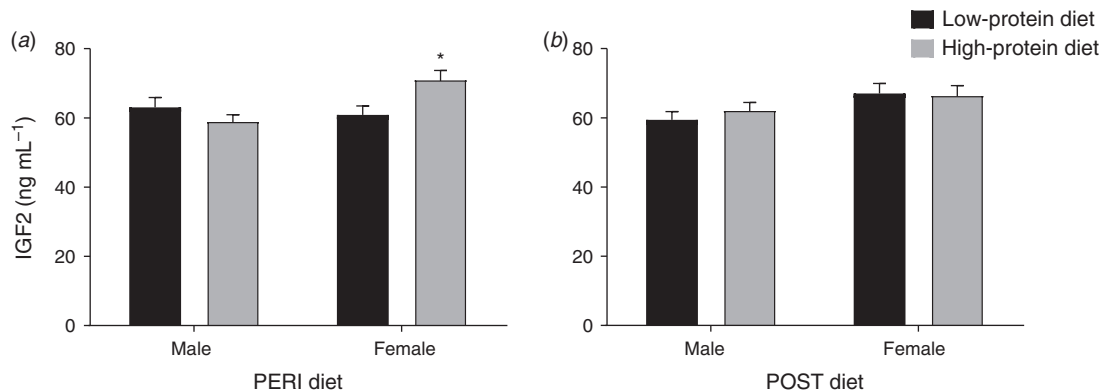 Low-protein diet
High-protein diet
(a)
80
60
40
20
0
IGF2 (ng mL⁻¹)
*
Male
Female
PERI diet
(b)
80
60
40
20
0
Male
Female
POST diet